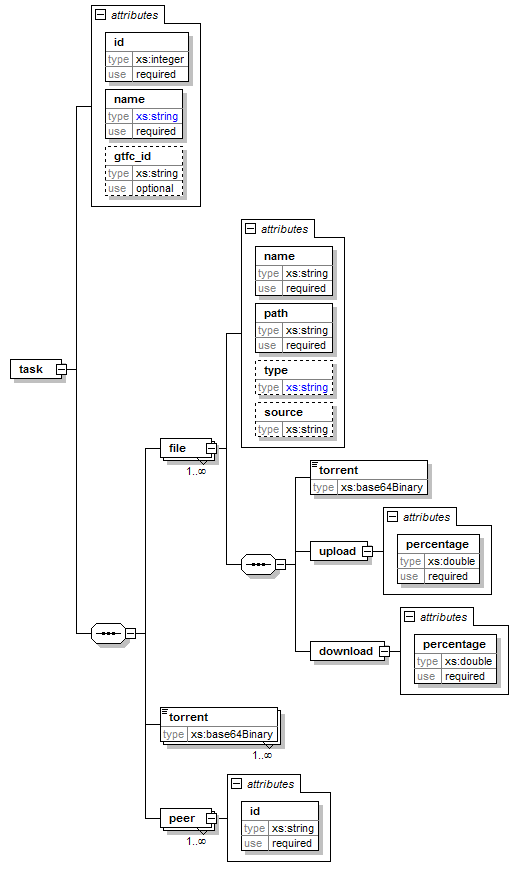 attributes
id
type xs:integer
use required
name
type xs:string
use required
gtfc_id
type xs:string
use optional
task
attributes
name
type xs:string
use required
path
type xs:string
use required
type
type xs:string
source
type xs:string
file
1..∞
torrent
type xs:base64Binary
upload
attributes
percentage
type xs:double
use required
download
attributes
percentage
type xs:double
use required
torrent
type xs:base64Binary
1..∞
peer
1..∞
attributes
id
type xs:string
use required